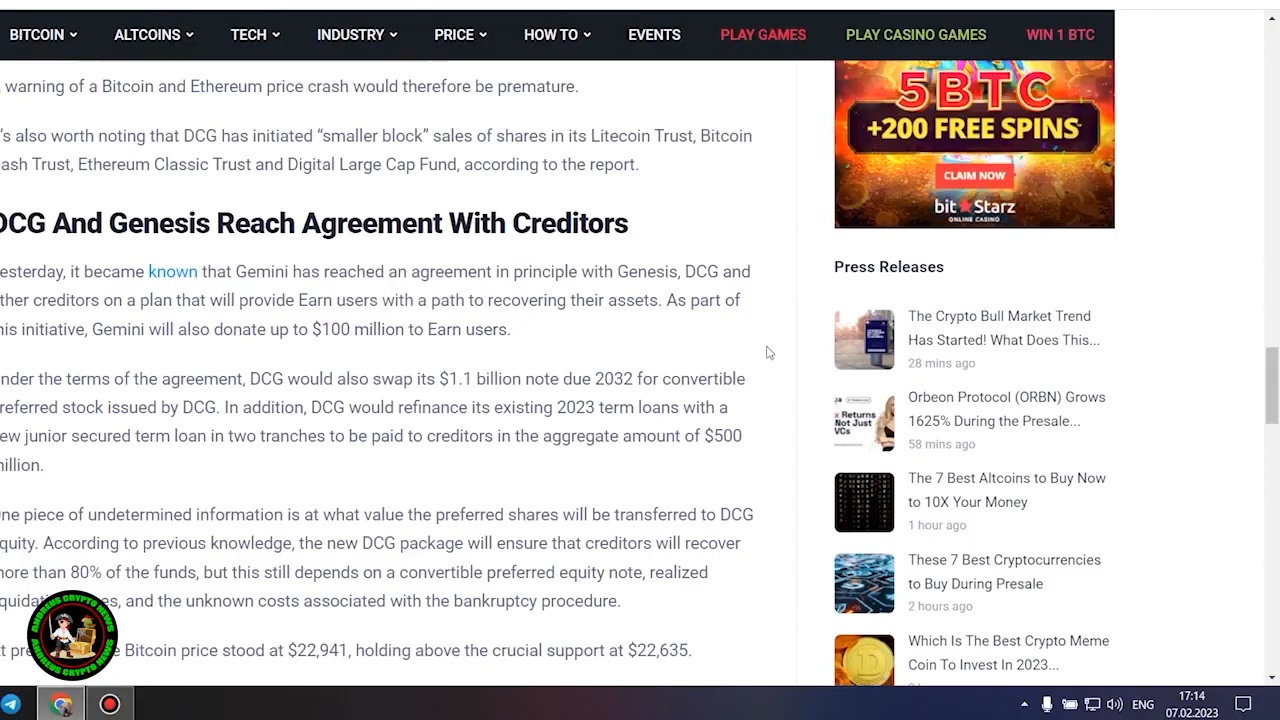 BITCOIN ALTCOINS TECH INDUSTRY PRICE HOW TO EVENTS PLAY GAMES PLAY CASINO GAMES WIN 1 BTC
, warning of a Bitcoin and Ethereum price crash would therefore be premature.
's also worth noting that DCG has initiated “smaller block” sales of shares in its Litecoin Trust, Bitcoin
ash Trust, Ethereum Classic Trust and Digital Large Cap Fund, according to the report.
DCG And Genesis Reach Agreement With Creditors
esterday, it became known that Gemini has reached an agreement in principle with Genesis, DCG and
ther creditors on a plan that will provide Earn users with a path to recovering their assets. As part of
his initiative, Gemini will also donate up to $100 million to Earn users.
nder the terms of the agreement, DCG would also swap its $1.1 billion note due 2032 for convertible
referred stock issued by DCG. In addition, DCG would refinance its existing 2023 term loans with a
ew junior secured term loan in two tranches to be paid to creditors in the aggregate amount of $500
illion.
ne piece of undetermined information is at what value the preferred shares will be transferred to DCG
quity. According to previous knowledge, the new DCG package will ensure that creditors will recover
more than 80% of the funds, but this still depends on a convertible preferred equity note, realized
and the unknown costs associated with the bankruptcy procedure.
Bitcoin price stood at $22,941, holding above the crucial support at $22,635.
5BTC
+200 FREE SPINS
CLAIM NOW
bitStarz
ONLINE CASINO
Press Releases
The Crypto Bull Market Trend
Has Started! What Does This...
28 mins ago
x Returns
Not Just
VCs
Orbeon Protocol (ORBN) Grows
1625% During the Presale...
58 mins ago
The 7 Best Altcoins to Buy Now
to 10X Your Money
1 hour ago
These 7 Best Cryptocurrencies
to Buy During Presale
2 hours ago
Which Is The Best Crypto Meme
Coin To Invest In 2023...
ANDREUS CRYPTO NEWS
ANDREUS CRYPTO NEWS
ENG
17:14
07.02.2023